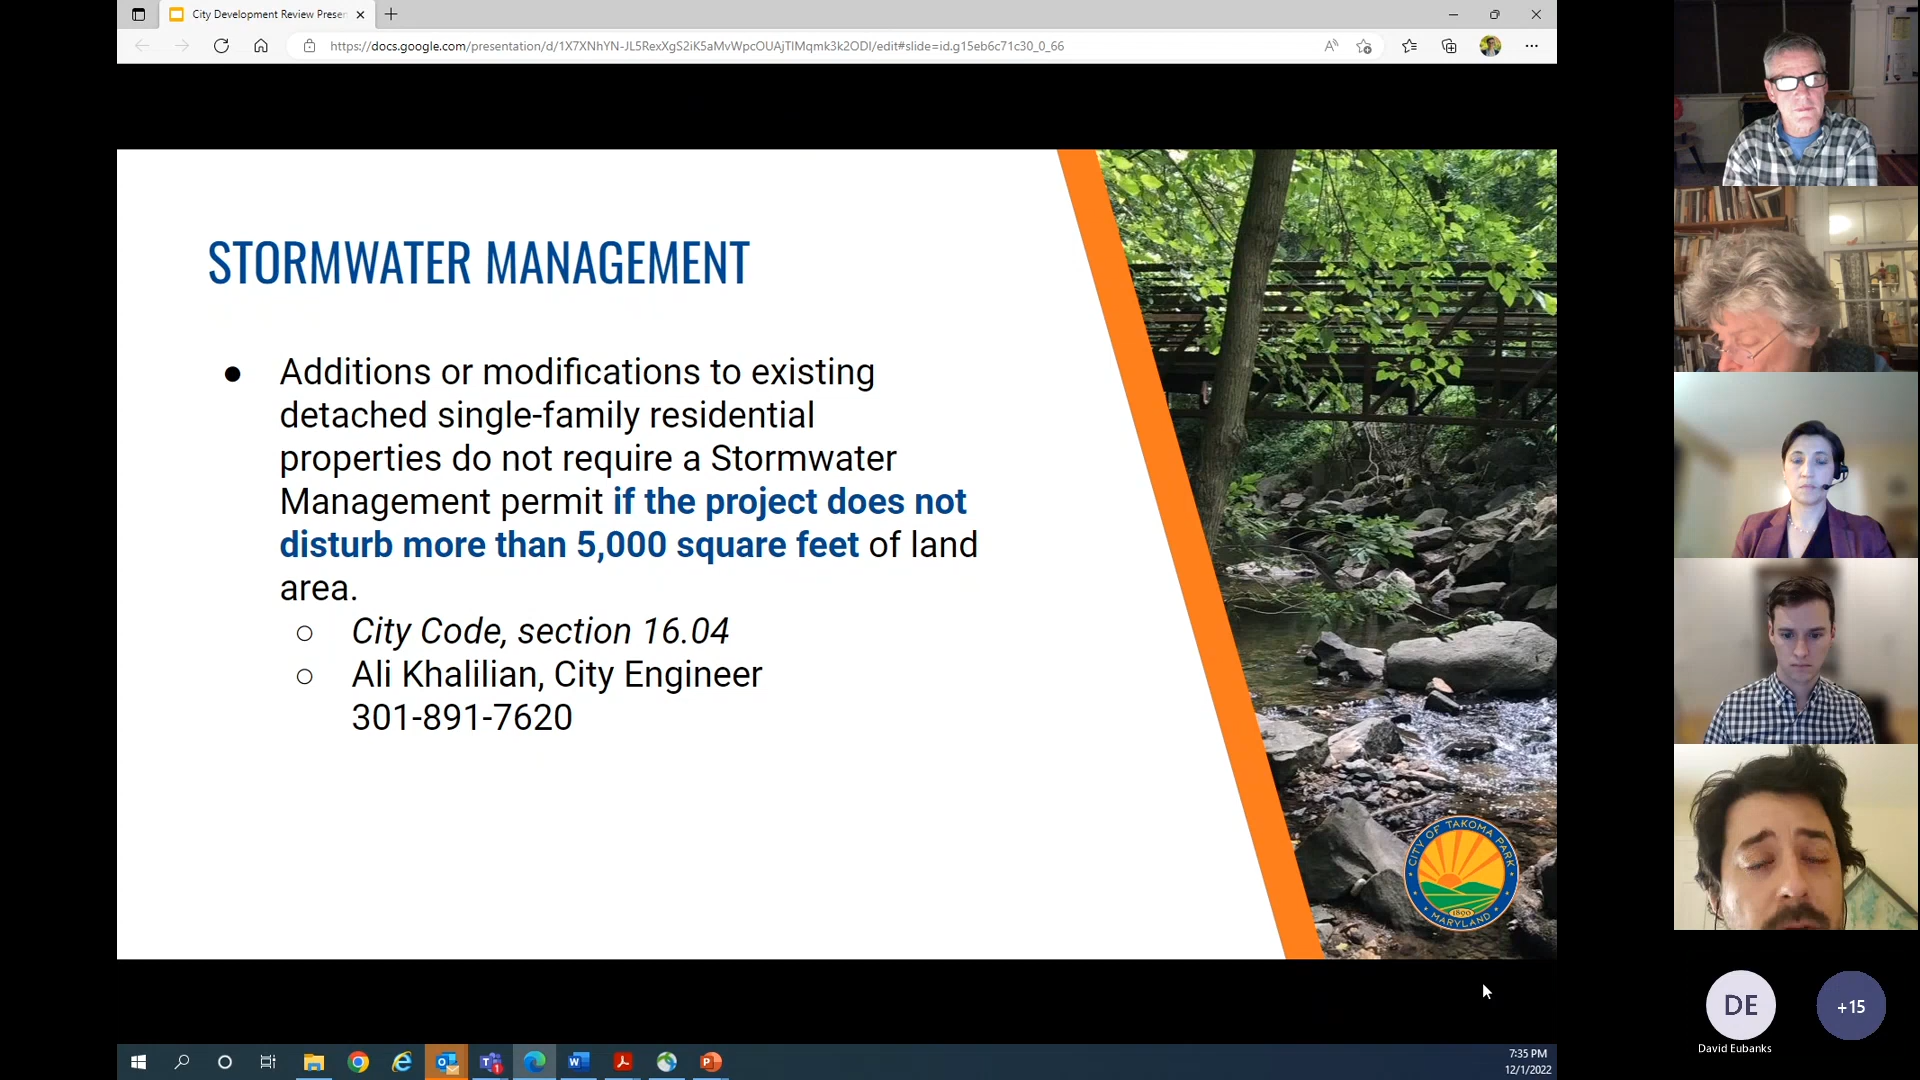 City Development Review Presen
https://docs.google.com/presentation/d/1X7XNhYN-JL5RexXgS2iK5aMvWpcOUAjTlMqmk3k2ODI/edit#slide=id.g15eb6c71c30_0_66
STORMWATER MANAGEMENT
● Additions or modifications to existing
detached single-family residential
properties do not require a Stormwater
Management permit if the project does not
disturb more than 5,000 square feet of land
area.
○ City Code, section 16.04
○ Ali Khalilian, City Engineer
301-891-7620
CITY OF TAKOMA PARK
1890
MARYLAND
DE
+15
David Eubanks
7:35 PM
12/1/2022